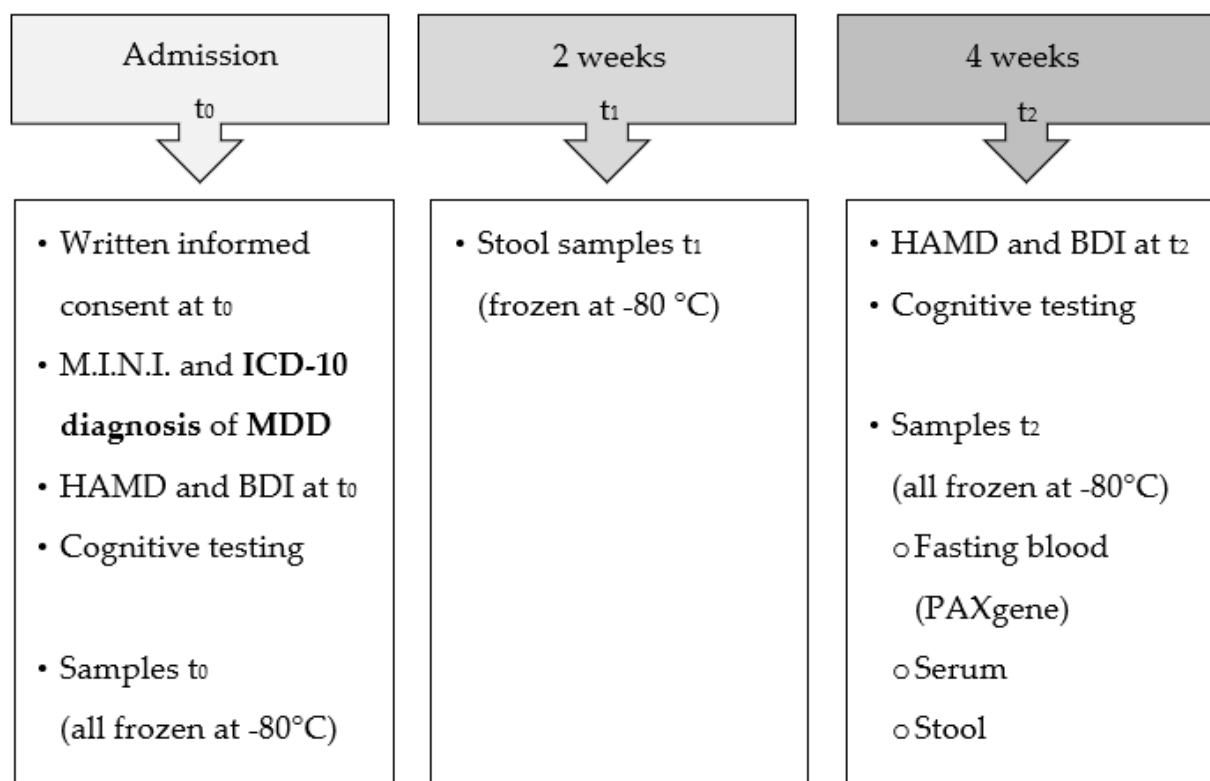 Admission
t0
2 weeks
t1
4 weeks
t2
• Written informed
consent at t0
• M.I.N.I. and ICD-10
diagnosis of MDD
• HAMD and BDI at t0
• Cognitive testing
• Samples t0
(all frozen at -80°C)
• Stool samples t1
(frozen at -80 °C)
• HAMD and BDI at t2
• Cognitive testing
• Samples t2
(all frozen at -80°C)
o Fasting blood
(PAXgene)
o Serum
o Stool